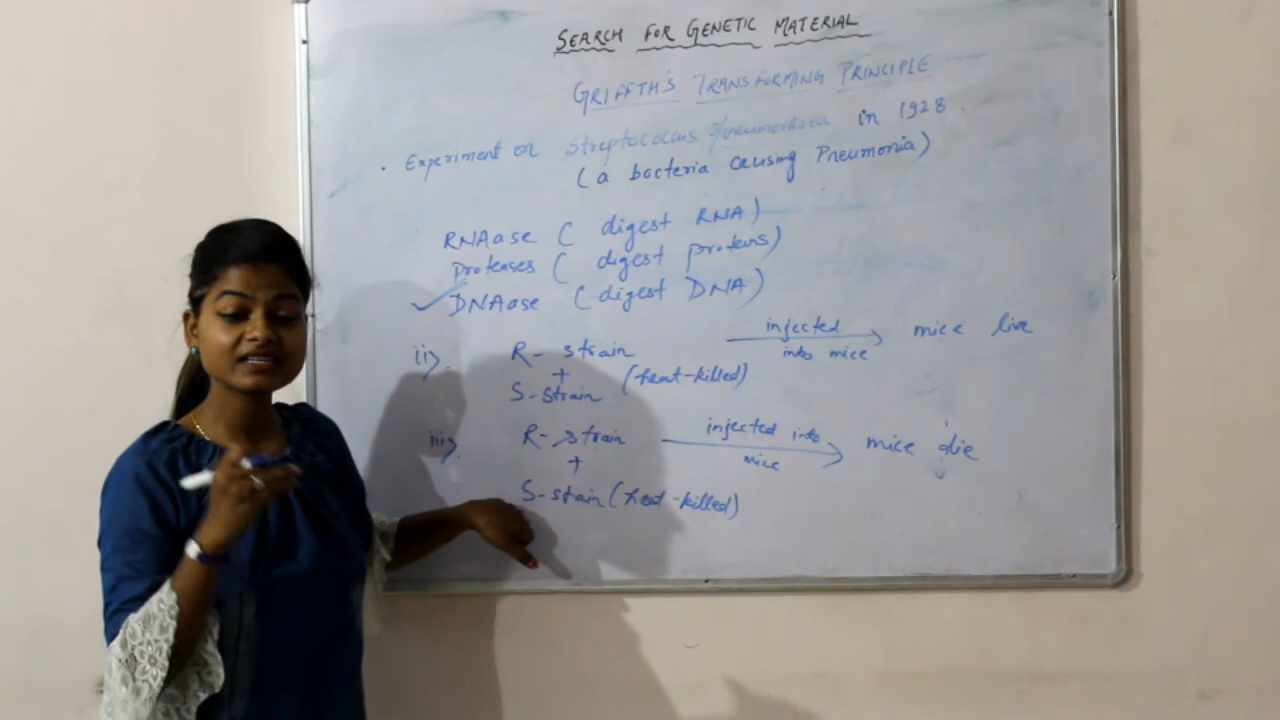 SEARCH FOR GENETIC MATERIAL
GRIFFTH'S TRANSFORMING PRINCIPLE
. Experiment on Streptococcus in 1928.
(a bacteria causing Pneumonia)
RNAase ( digest RNA)
Proteases ( digest proteins)
✓ DNAase (digest DNA)
ii). R- strain injected into mice → mice live
+
S-strain (heat-killed)
iii). R- strain injected into mice → mice die
+
S-stain (heat-killed)